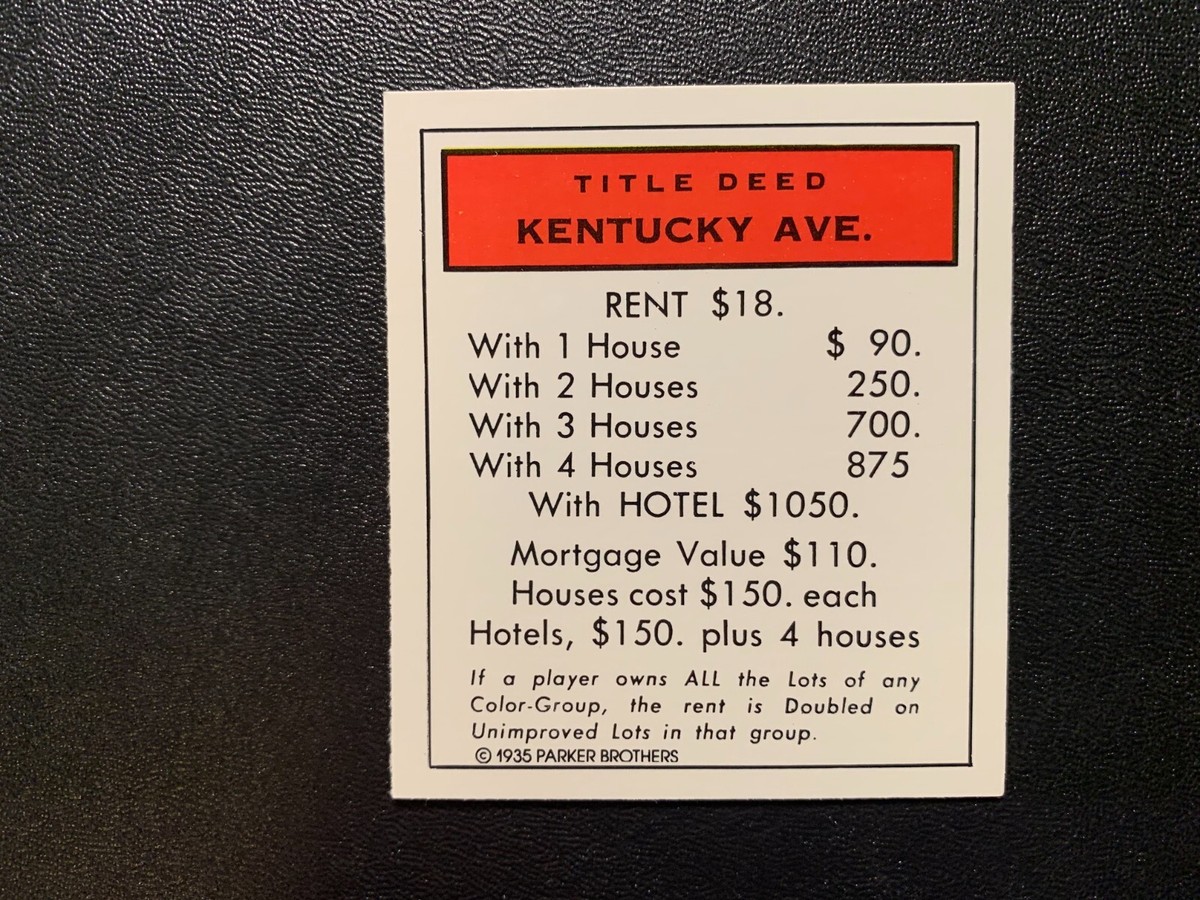 TITLE DEED
KENTUCKY AVE.
RENT $18.
With 1 House $ 90.
With 2 Houses 250.
With 3 Houses 700.
With 4 Houses 875
With HOTEL $1050.
Mortgage Value $110.
Houses cost $150. each
Hotels, $150. plus 4 houses
If a player owns ALL the Lots of any
Color-Group, the rent is Doubled on
Unimproved Lots in that group.
© 1935 PARKER BROTHERS